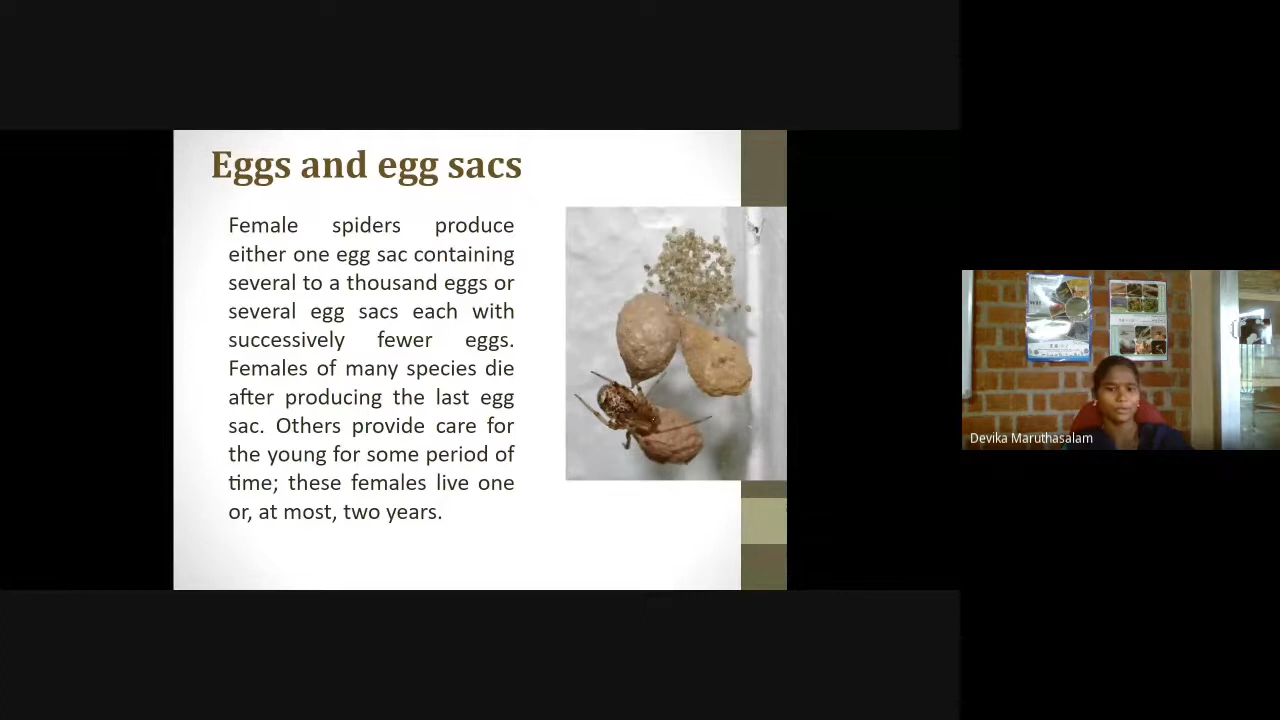 Eggs and egg sacs
Female spiders produce
either one egg sac containing
several to a thousand eggs or
several egg sacs each with
successively fewer eggs.
Females of many species die
after producing the last egg
sac. Others provide care for
the young for some period of
time; these females live one
or, at most, two years.
Devika Maruthasalam